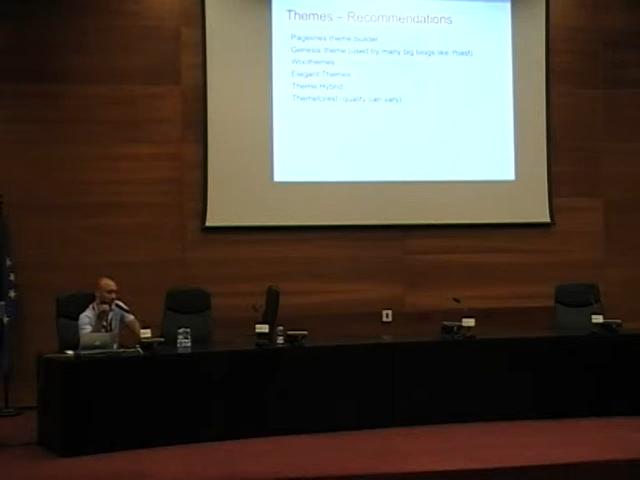 Themes – Recommendations
Pagelines theme builder
Genesis theme (used by many big blogs like Yoast)
Woothemes
Elegant Themes
Theme Hybrid
Themeforest (quality can vary)